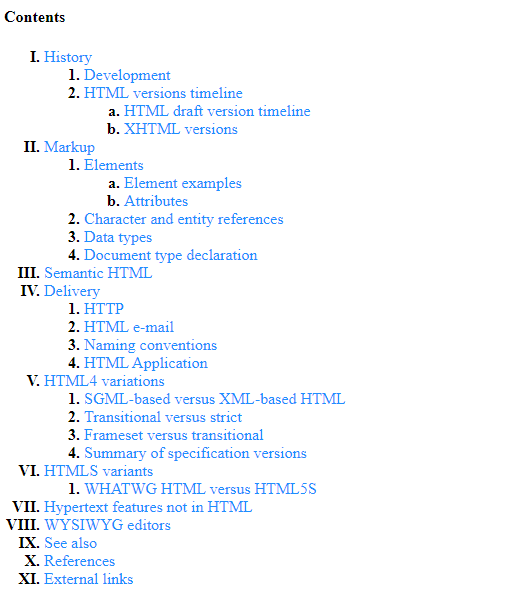 Contents
I. History
1. Development
2. HTML versions timeline
a. HTML draft version timeline
b. XHTML versions
II. Markup
1. Elements
a. Element examples
b. Attributes
2. Character and entity references
3. Data types
4. Document type declaration
III. Semantic HTML
IV. Delivery
1. HTTP
2. HTML e-mail
3. Naming conventions
4. HTML Application
V. HTML4 variations
1. SGML-based versus XML-based HTML
2. Transitional versus strict
3. Frameset versus transitional
4. Summary of specification versions
VI. HTMLS variants
1. WHATWG HTML versus HTML5S
VII. Hypertext features not in HTML
VIII. WYSIWYG editors
IX. See also
X. References
XI. External links